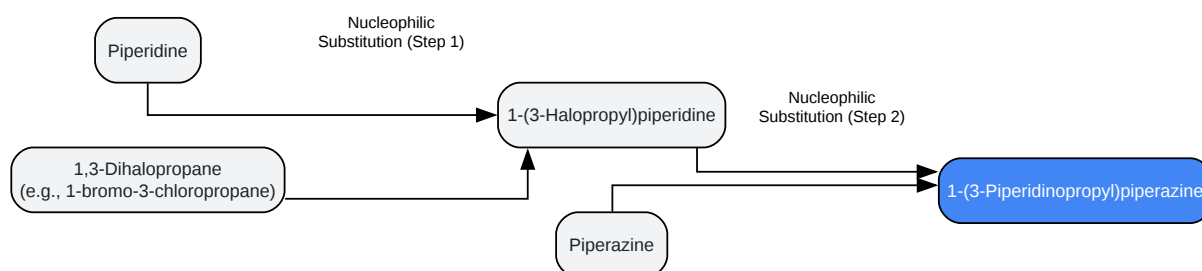 Nucleophilic
Substitution (Step 1)
Piperidine
1-(3-Halopropyl)piperidine
Nucleophilic
Substitution (Step 2)
1,3-Dihalopropane
(e.g., 1-bromo-3-chloropropane)
1-(3-Piperidinopropyl)piperazine
Piperazine